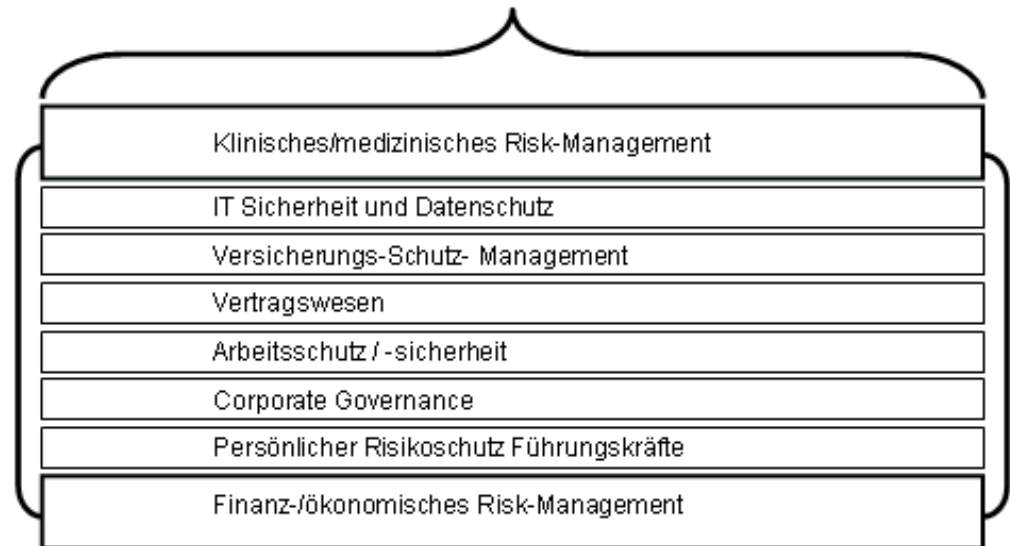 Klinisches/medizinisches Risk-Management
IT Sicherheit und Datenschutz
Versicherungs-Schutz- Management
Vertragswesen
Arbeitsschutz / -sicherheit
Corporate Governance
Persönlicher Risikoschutz Führungskräfte
Finanz-/ökonomisches Risk-Management